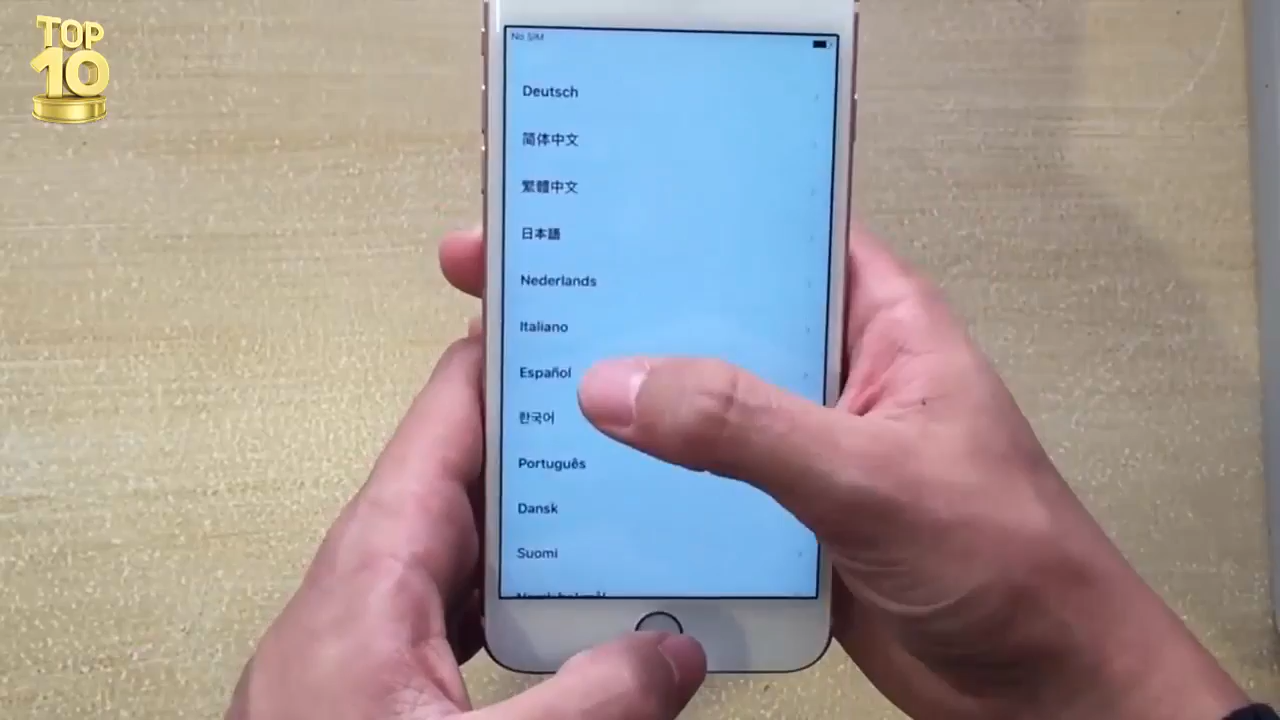 TOP
10
No SIM
Deutsch
简体中文
繁體中文
日本語
Nederlands
Italiano
Español
한국어
Português
Dansk
Suomi